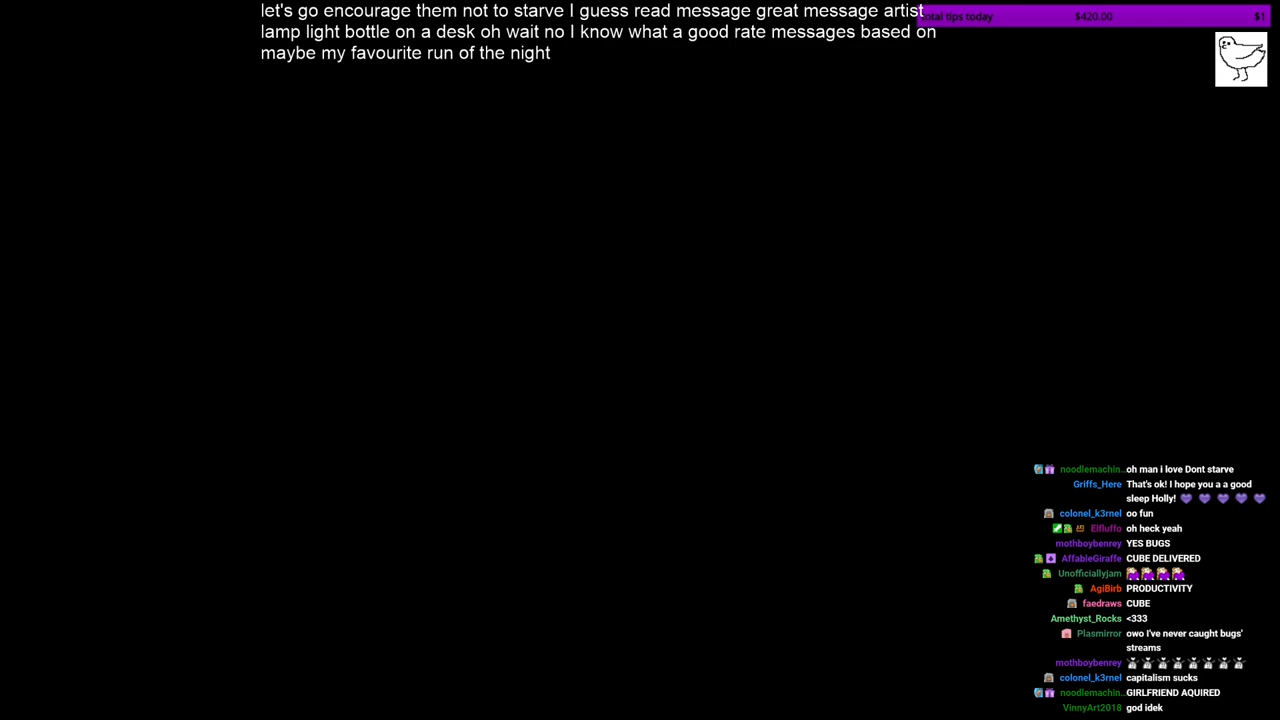 let's go encourage them not to starve I guess read message great message artist
lamp light bottle on a desk oh wait no I know what a good rate messages based on
maybe my favourite run of the night
total tips today $420.00 $1
noodlemachin.. oh man i love Dont starve
Griffs_Here That's ok! I hope you a a good
sleep Holly!
colonel_k3rnel oo fun
Elfluffo oh heck yeah
mothboybenrey YES BUGS
AffableGiraffe CUBE DELIVERED
Unofficiallyjam
AgiBirb PRODUCTIVITY
faedraws CUBE
Amethyst_Rocks <333
Plasmirror owo I've never caught bugs'
streams
mothboybenrey
colonel_k3rnel capitalism sucks
noodlemachin.. GIRLFRIEND AQUIRED
VinnyArt2018 god idek